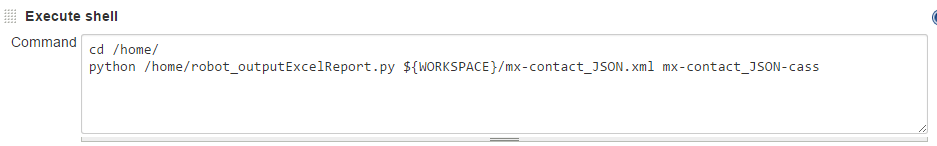 Execute shell
Command
cd /home/
python /home/robot_outputExcelReport.py ${WORKSPACE}/mx-contact_JSON.xml mx-contact_JSON-cass